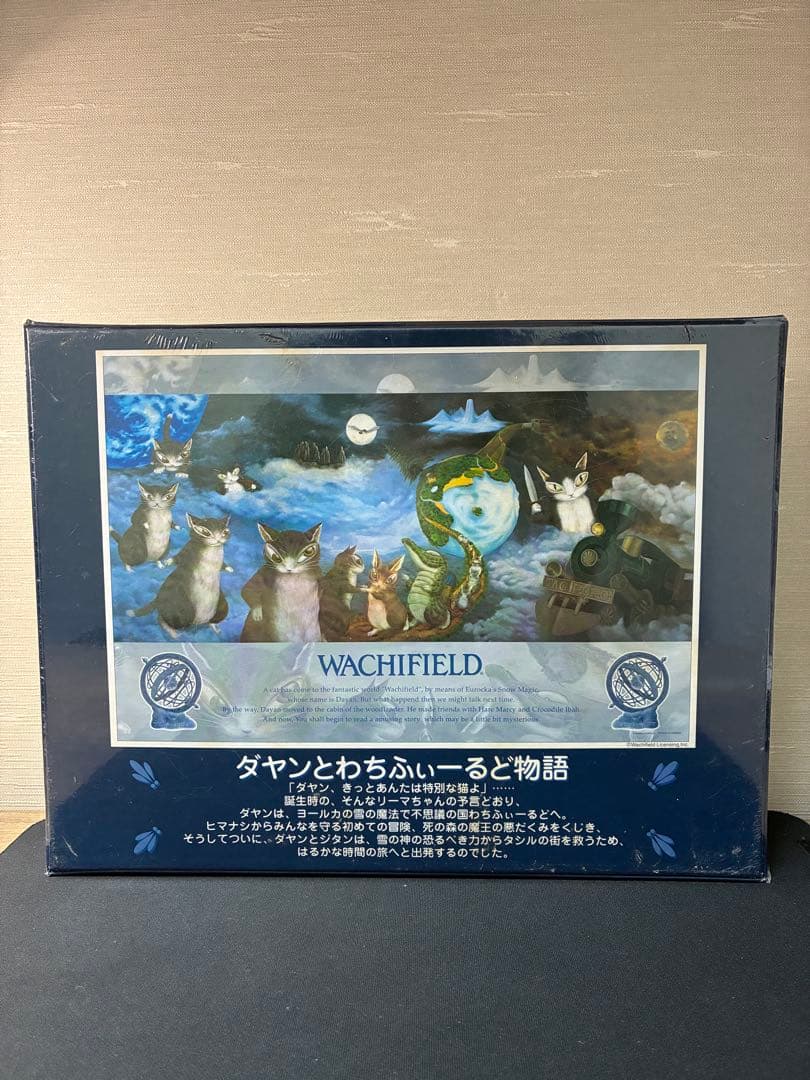 WACHIFIELD
A cat has come to the fantastic world "Wachifield", by means of Eurocka's Snow Magic,
whose name is Dayan. But what happend then we might talk next time.
By the way, Dayan moved to the cabin of the woodleader. He made friends with Hare Marcy and Crocodile Ibah.
And now, You shall begin to read a amusing story, which may be a little bit mysterious.
©Wachifield Licensing,Inc.
ダヤンとわちふぃーるど物語
「ダヤン、きっとあんたは特別な猫よ」……
誕生時の、そんなリーマちゃんの予言どおり、
ダヤンは、ヨールカの雪の魔法で不思議の国わちふぃーるどへ。
ヒマナシからみんなを守る初めての冒険、死の森の魔王の悪だくみをくじき、
そうしてついに、ダヤンとジタンは、雪の神の恐るべき力からタシルの街を救うため、
はるかな時間の旅へと出発するのでした。